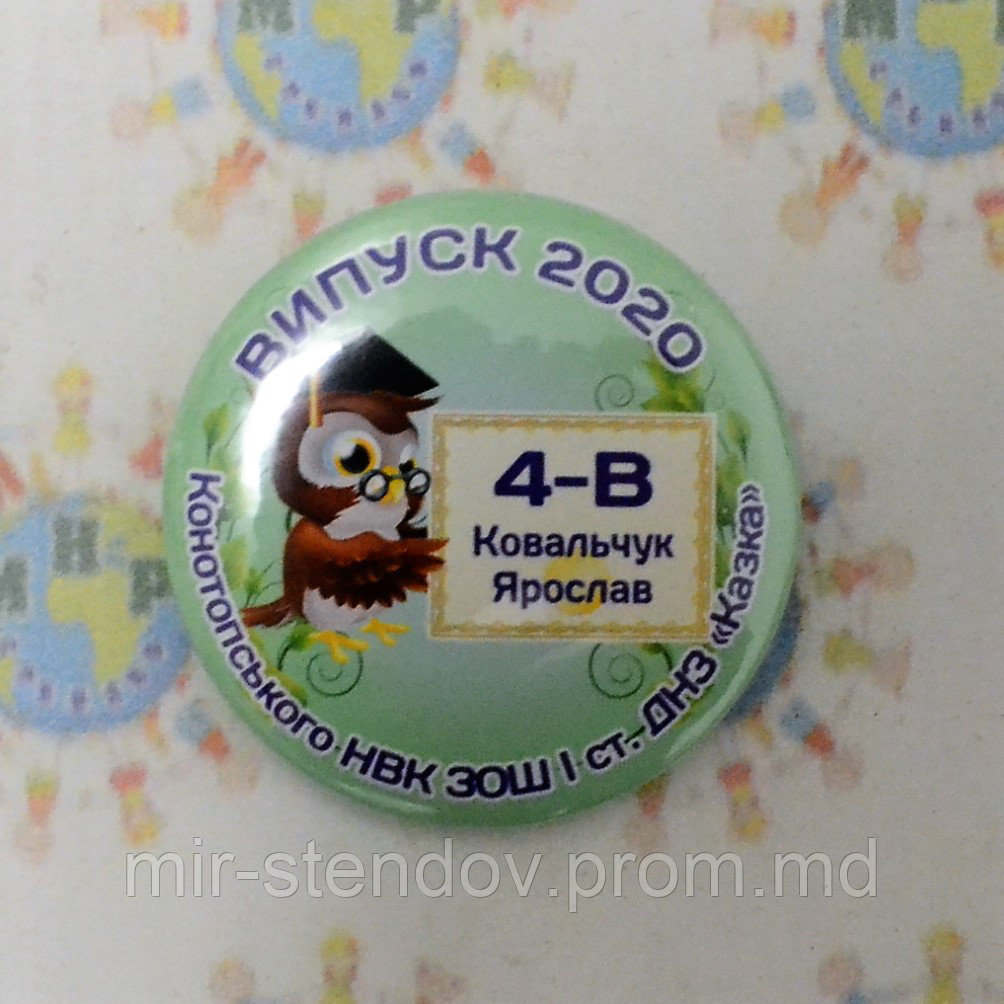 ВИПУСК 2020
4-В
Ковальчук
Ярослав
Конотопського НВК ЗОШ І ст. ДНЗ «Казка»
mir-stendov.prom.md